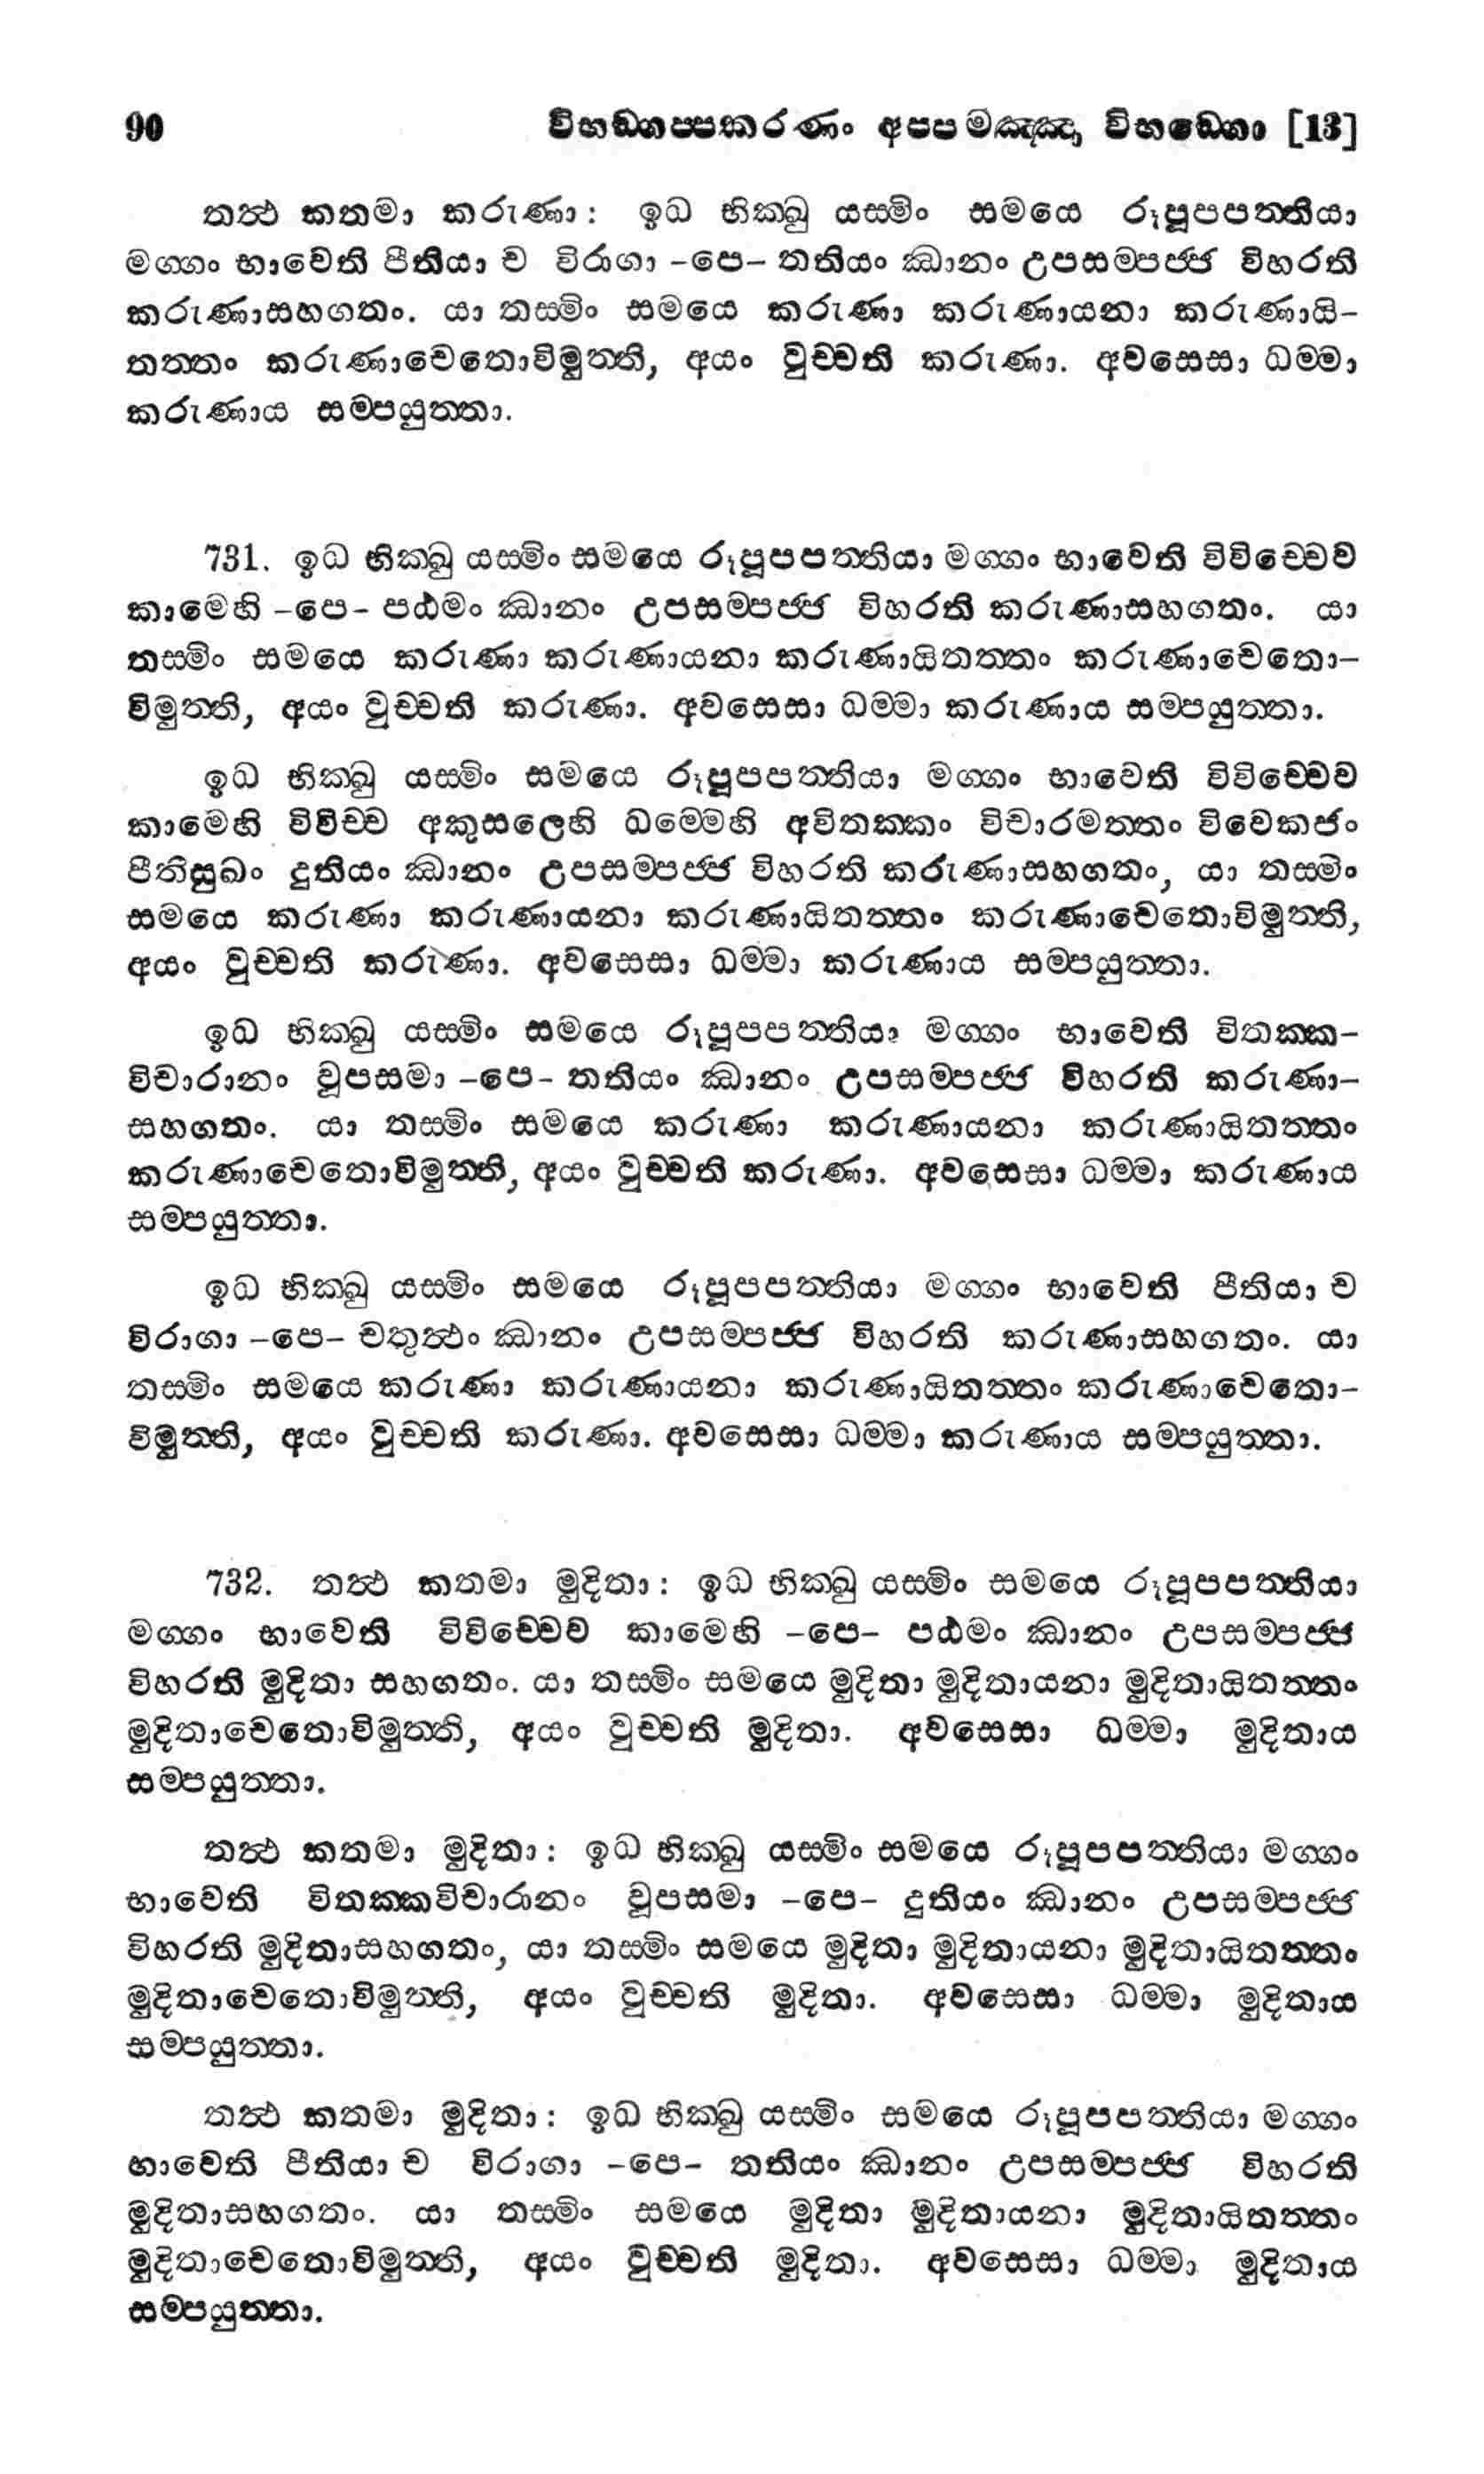 90 විභඞ්ගප්පකරණං අප්පමඤ්ඤා විභඞ්ගො [13]
තත්ථ කතමා කරුණා: ඉධ භික්ඛු යස්මිං සමයෙ රූපූපපත්තියා
මග්ගං භාවෙති පීතියා ච විරාගා -පෙ- තතියං ඣානං උපසම්පජ්ජ විහරති
කරුණාසහගතං. යා තස්මිං සමයෙ කරුණා කරුණායනා කරුණායි-
තත්තං කරුණාචෙතොවිමුත්ති, අයං වුච්චති කරුණා. අවසෙසා ධම්මා
කරුණාය සම්පයුත්තා.
731. ඉධ භික්ඛු යස්මිං සමයෙ රූපූපපත්තියා මග්ගං භාවෙති විවිච්චෙව
කාමෙහි -පෙ- පඨමං ඣානං උපසම්පජ්ජ විහරති කරුණාසහගතං. යා
තස්මිං සමයෙ කරුණා කරුණායනා කරුණායිතත්තං කරුණාචෙතො-
විමුත්ති, අයං වුච්චති කරුණා. අවසෙසා ධම්මා කරුණාය සම්පයුත්තා.
ඉධ භික්ඛු යස්මිං සමයෙ රූපූපපත්තියා මග්ගං භාවෙති විවිච්චෙව
කාමෙහි විවිච්ච අකුසලෙහි ධම්මෙහි අවිතක්කං විචාරමත්තං විවෙකජං
පීතිසුඛං දුතියං ඣානං උපසම්පජ්ජ විහරති කරුණාසහගතං, යා තස්මිං
සමයෙ කරුණා කරුණායනා කරුණායිතත්තං කරුණාචෙතොවිමුත්ති,
අයං වුච්චති කරුණා. අවසෙසා ධම්මා කරුණාය සම්පයුත්තා.
ඉධ භික්ඛු යස්මිං සමයෙ රූපූපපත්තියා මග්ගං භාවෙති විතක්ක-
විචාරානං වූපසමා -පෙ- තතියං ඣානං උපසම්පජ්ජ විහරති කරුණා-
සහගතං. යා තස්මිං සමයෙ කරුණා කරුණායනා කරුණායිතත්තං
කරුණාචෙතොවිමුත්ති, අයං වුච්චති කරුණා. අවසෙසා ධම්මා කරුණාය
සම්පයුත්තා.
ඉධ භික්ඛු යස්මිං සමයෙ රූපූපපත්තියා මග්ගං භාවෙති පීතියා ච
විරාගා -පෙ- චතුත්ථං ඣානං උපසම්පජ්ජ විහරති කරුණාසහගතං. යා
තස්මිං සමයෙ කරුණා කරුණායනා කරුණායිතත්තං කරුණාචෙතො-
විමුත්ති, අයං වුච්චති කරුණා. අවසෙසා ධම්මා කරුණාය සම්පයුත්තා.
732. තත්ථ කතමා මුදිතා: ඉධ භික්ඛු යස්මිං සමයෙ රූපූපපත්තියා
මග්ගං භාවෙති විවිච්චෙව කාමෙහි -පෙ- පඨමං ඣානං උපසම්පජ්ජ
විහරති මුදිතා සහගතං. යා තස්මිං සමයෙ මුදිතා මුදිතායනා මුදිතායිතත්තං
මුදිතාචෙතොවිමුත්ති, අයං වුච්චති මුදිතා. අවසෙසා ධම්මා මුදිතාය
සම්පයුත්තා.
තත්ථ කතමා මුදිතා: ඉධ භික්ඛු යස්මිං සමයෙ රූපූපපත්තියා මග්ගං
භාවෙති විතක්කවිචාරානං වූපසමා -පෙ- දුතියං ඣානං උපසම්පජ්ජ
විහරති මුදිතාසහගතං, යා තස්මිං සමයෙ මුදිතා මුදිතායනා මුදිතායිතත්තං
මුදිතාචෙතොවිමුත්ති, අයං වුච්චති මුදිතා. අවසෙසා ධම්මා මුදිතාය
සම්පයුත්තා.
තත්ථ කතමා මුදිතා: ඉධ භික්ඛු යස්මිං සමයෙ රූපූපපත්තියා මග්ගං
භාවෙති පීතියා ච විරාගා -පෙ- තතියං ඣානං උපසම්පජ්ජ විහරති
මුදිතාසහගතං. යා තස්මිං සමයෙ මුදිතා මුදිතායනා මුදිතායිතත්තං
මුදිතාචෙතොවිමුත්ති, අයං වුච්චති මුදිතා. අවසෙසා ධම්මා මුදිතාය
සම්පයුත්තා.